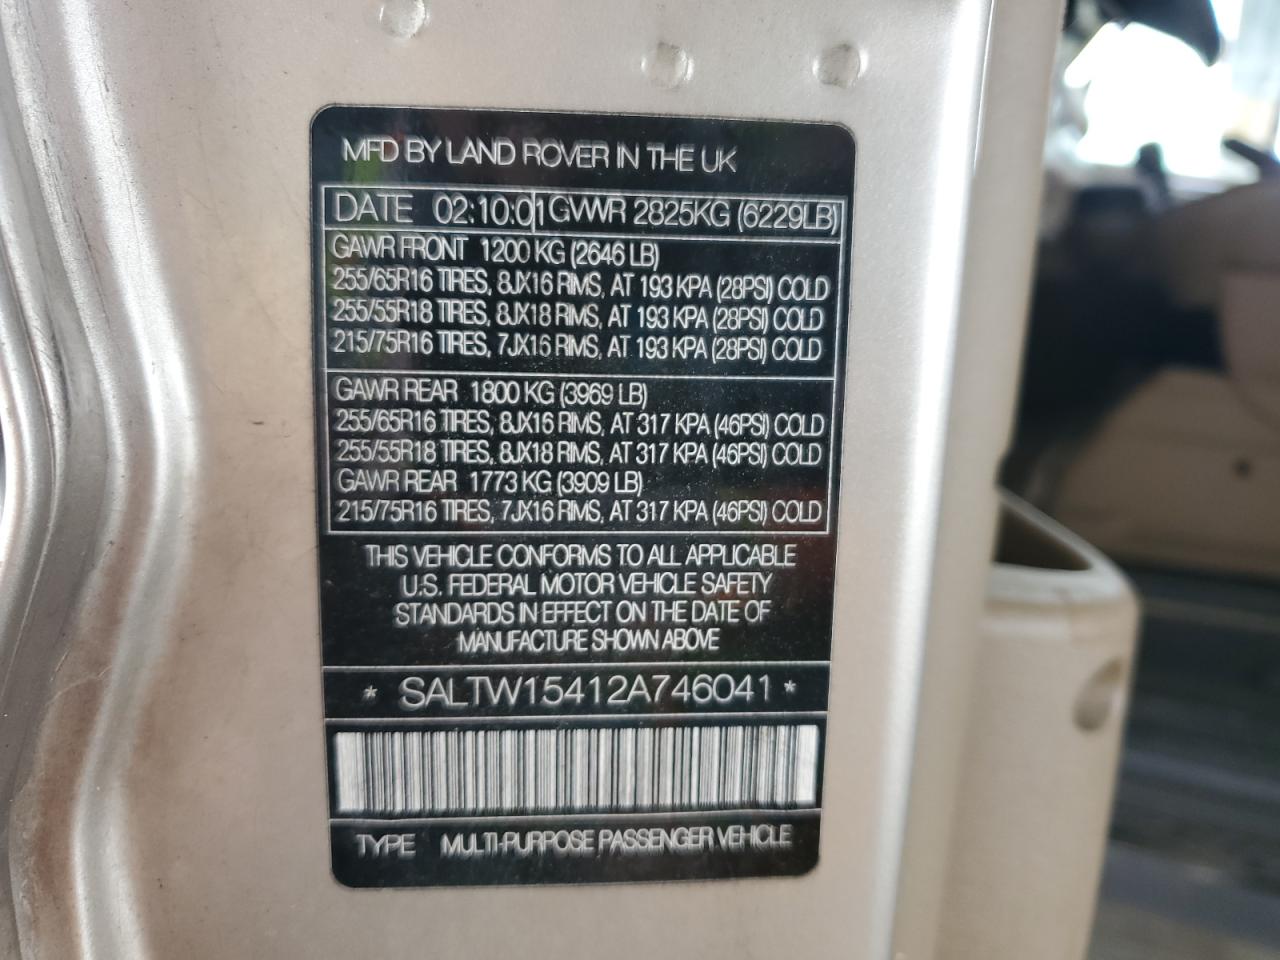 MFD BY LAND ROVER IN THE UK
DATE 02:10:01 GVWR 2825KG (6229LB)
GAWR FRONT 1200 KG (2646 LB)
255/65R16 TIRES, 8JX16 RIMS, AT 193 KPA (28PSI) COLD
255/55R18 TIRES, 8JX18 RIMS, AT 193 KPA (28PSI) COLD
215/75R16 TIRES, 7JX16 RIMS, AT 193 KPA (28PSI) COLD
GAWR REAR 1800 KG (3969 LB)
255/65R16 TIRES, 8JX16 RIMS, AT 317 KPA (46PSI) COLD
255/55R18 TIRES, 8JX18 RIMS, AT 317 KPA (46PSI) COLD
GAWR REAR 1773 KG (3909 LB)
215/75R16 TIRES, 7JX16 RIMS, AT 317 KPA (46PSI) COLD
THIS VEHICLE CONFORMS TO ALL APPLICABLE
U.S. FEDERAL MOTOR VEHICLE SAFETY
STANDARDS IN EFFECT ON THE DATE OF
MANUFACTURE SHOWN ABOVE
* SALTW15412A746041 *
TYPE MULTI-PURPOSE PASSENGER VEHICLE